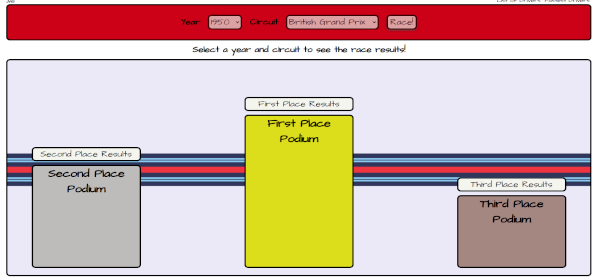 Year 1950 Circuit British Grand Prix Race!
Select a year and circuit to see the race results!
First Place Results
First Place
Podium
Second Place Results
Second Place
Podium
Third Place Results
Third Place
Podium